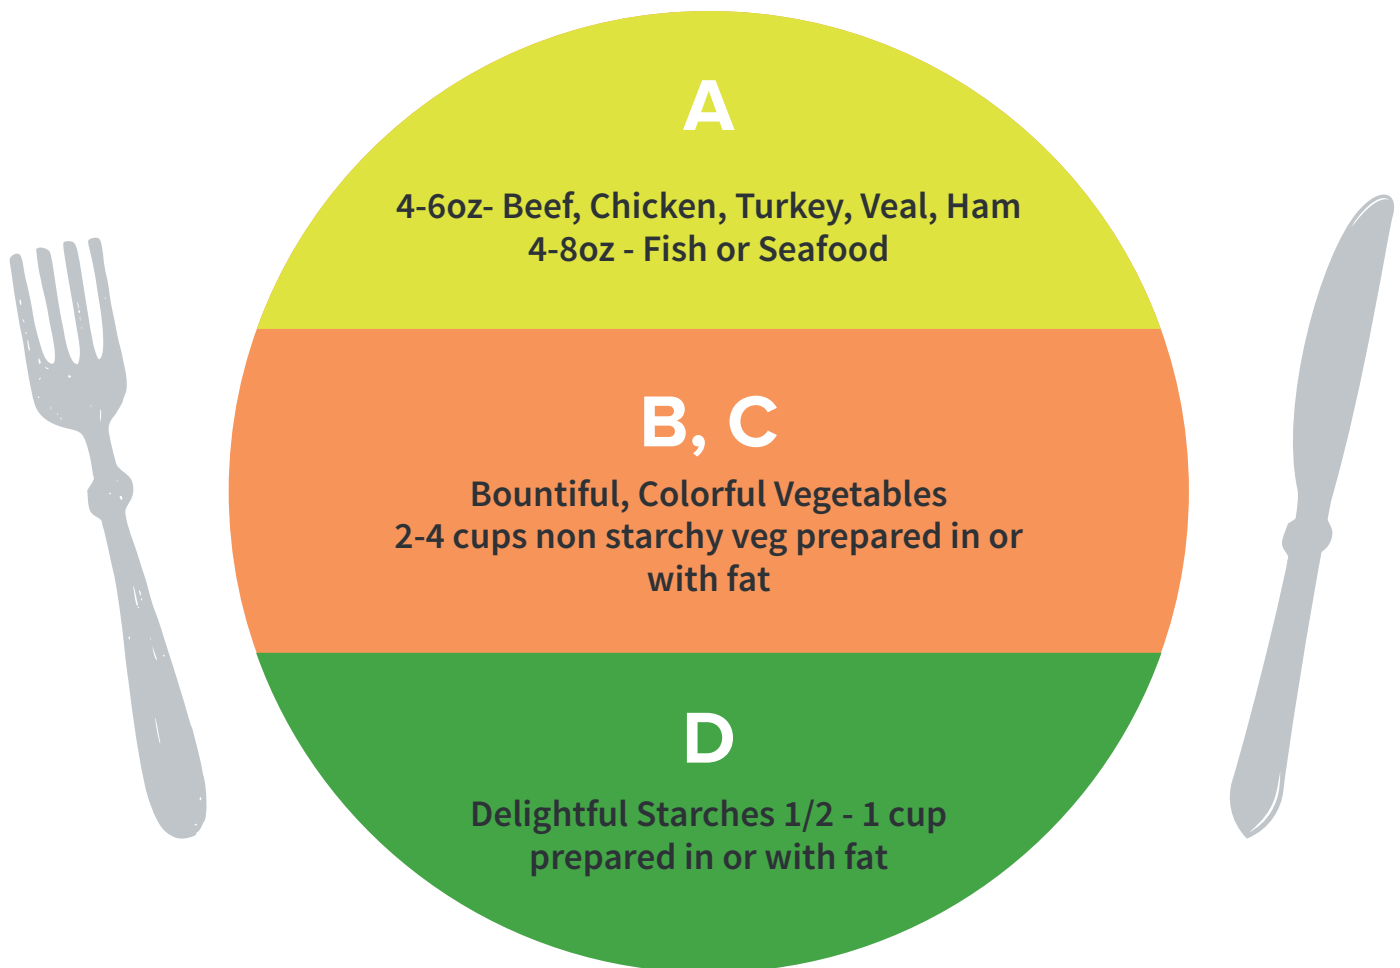 A
4-6oz- Beef, Chicken, Turkey, Veal, Ham
4-8oz - Fish or Seafood
B, C
Bountiful, Colorful Vegetables
2-4 cups non starchy veg prepared in or
with fat
D
Delightful Starches 1/2 - 1 cup
prepared in or with fat